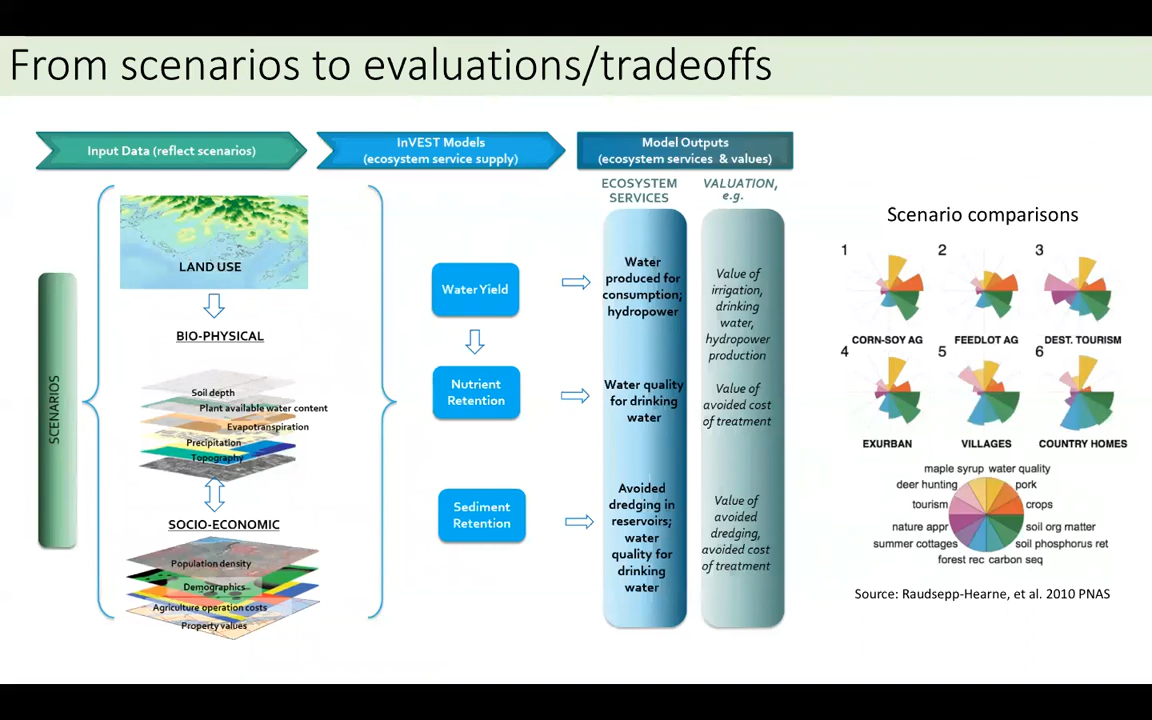 From scenarios to evaluations/tradeoffs
Input Data (reflect scenarios)
InVEST Models
(ecosystem service supply)
Model Outputs
(ecosystem services & values)
SCENARIOS
LAND USE
BIO-PHYSICAL
Soil depth
Plant available water content
Evapotranspiration
Precipitation
Topography
SOCIO-ECONOMIC
Population density
Demographics
Agriculture operation costs
Property values
Water Yield
Nutrient
Retention
Sediment
Retention
ECOSYSTEM
SERVICES
Water
produced for
consumption;
hydropower
Water quality
for drinking
water
Avoided
dredging in
reservoirs;
water
quality for
drinking
water
VALUATION,
e.g.
Value of
irrigation,
drinking
water,
hydropower
production
Value of
avoided cost
of treatment
Value of
avoided
dredging,
avoided cost
of treatment
Scenario comparisons
1
2
3
CORN-SOY AG
FEEDLOT AG
DEST. TOURISM
4
5
6
EXURBAN
VILLAGES
COUNTRY HOMES
maple syrup water quality
deer hunting
pork
tourism
crops
nature appr
soil org matter
summer cottages
soil phosphorus ret
forest rec carbon seq
Source: Raudsepp-Hearne, et al. 2010 PNAS